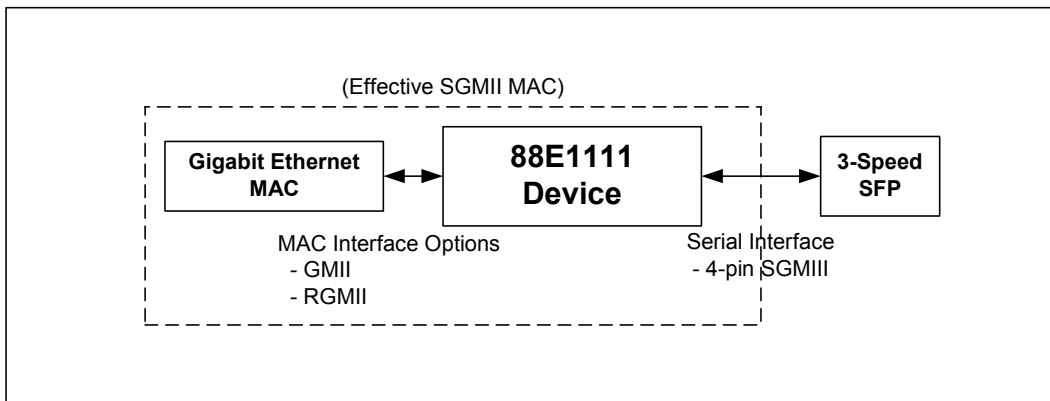 (Effective SGMII MAC)
Gigabit Ethernet
MAC
88E1111
Device
3-Speed
SFP
MAC Interface Options
- GMII
- RGMII
Serial Interface
- 4-pin SGMIII